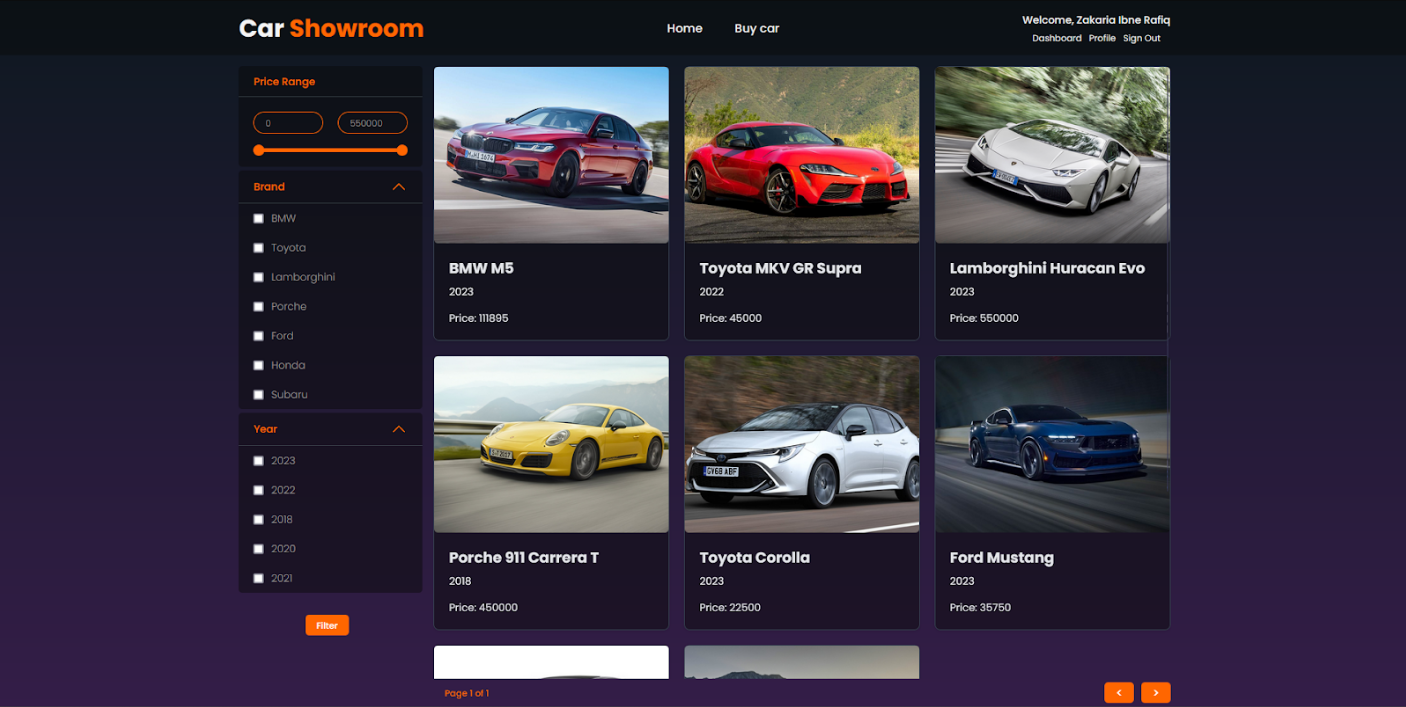 Car Showroom
Home
Buy car
Welcome, Zakaria Ibne Rafiq
Dashboard Profile Sign Out
Price Range
0
550000
Brand
BMW
Toyota
Lamborghini
Porche
Ford
Honda
Subaru
Year
2023
2022
2018
2020
2021
Filter
BMW M5
2023
Price: 111895
Toyota MKV GR Supra
2022
Price: 45000
Lamborghini Huracan Evo
2023
Price: 550000
Porche 911 Carrera T
2018
Price: 450000
GY68 ABF
Toyota Corolla
2023
Price: 22500
Ford Mustang
2023
Price: 35750
Page 1 of 1